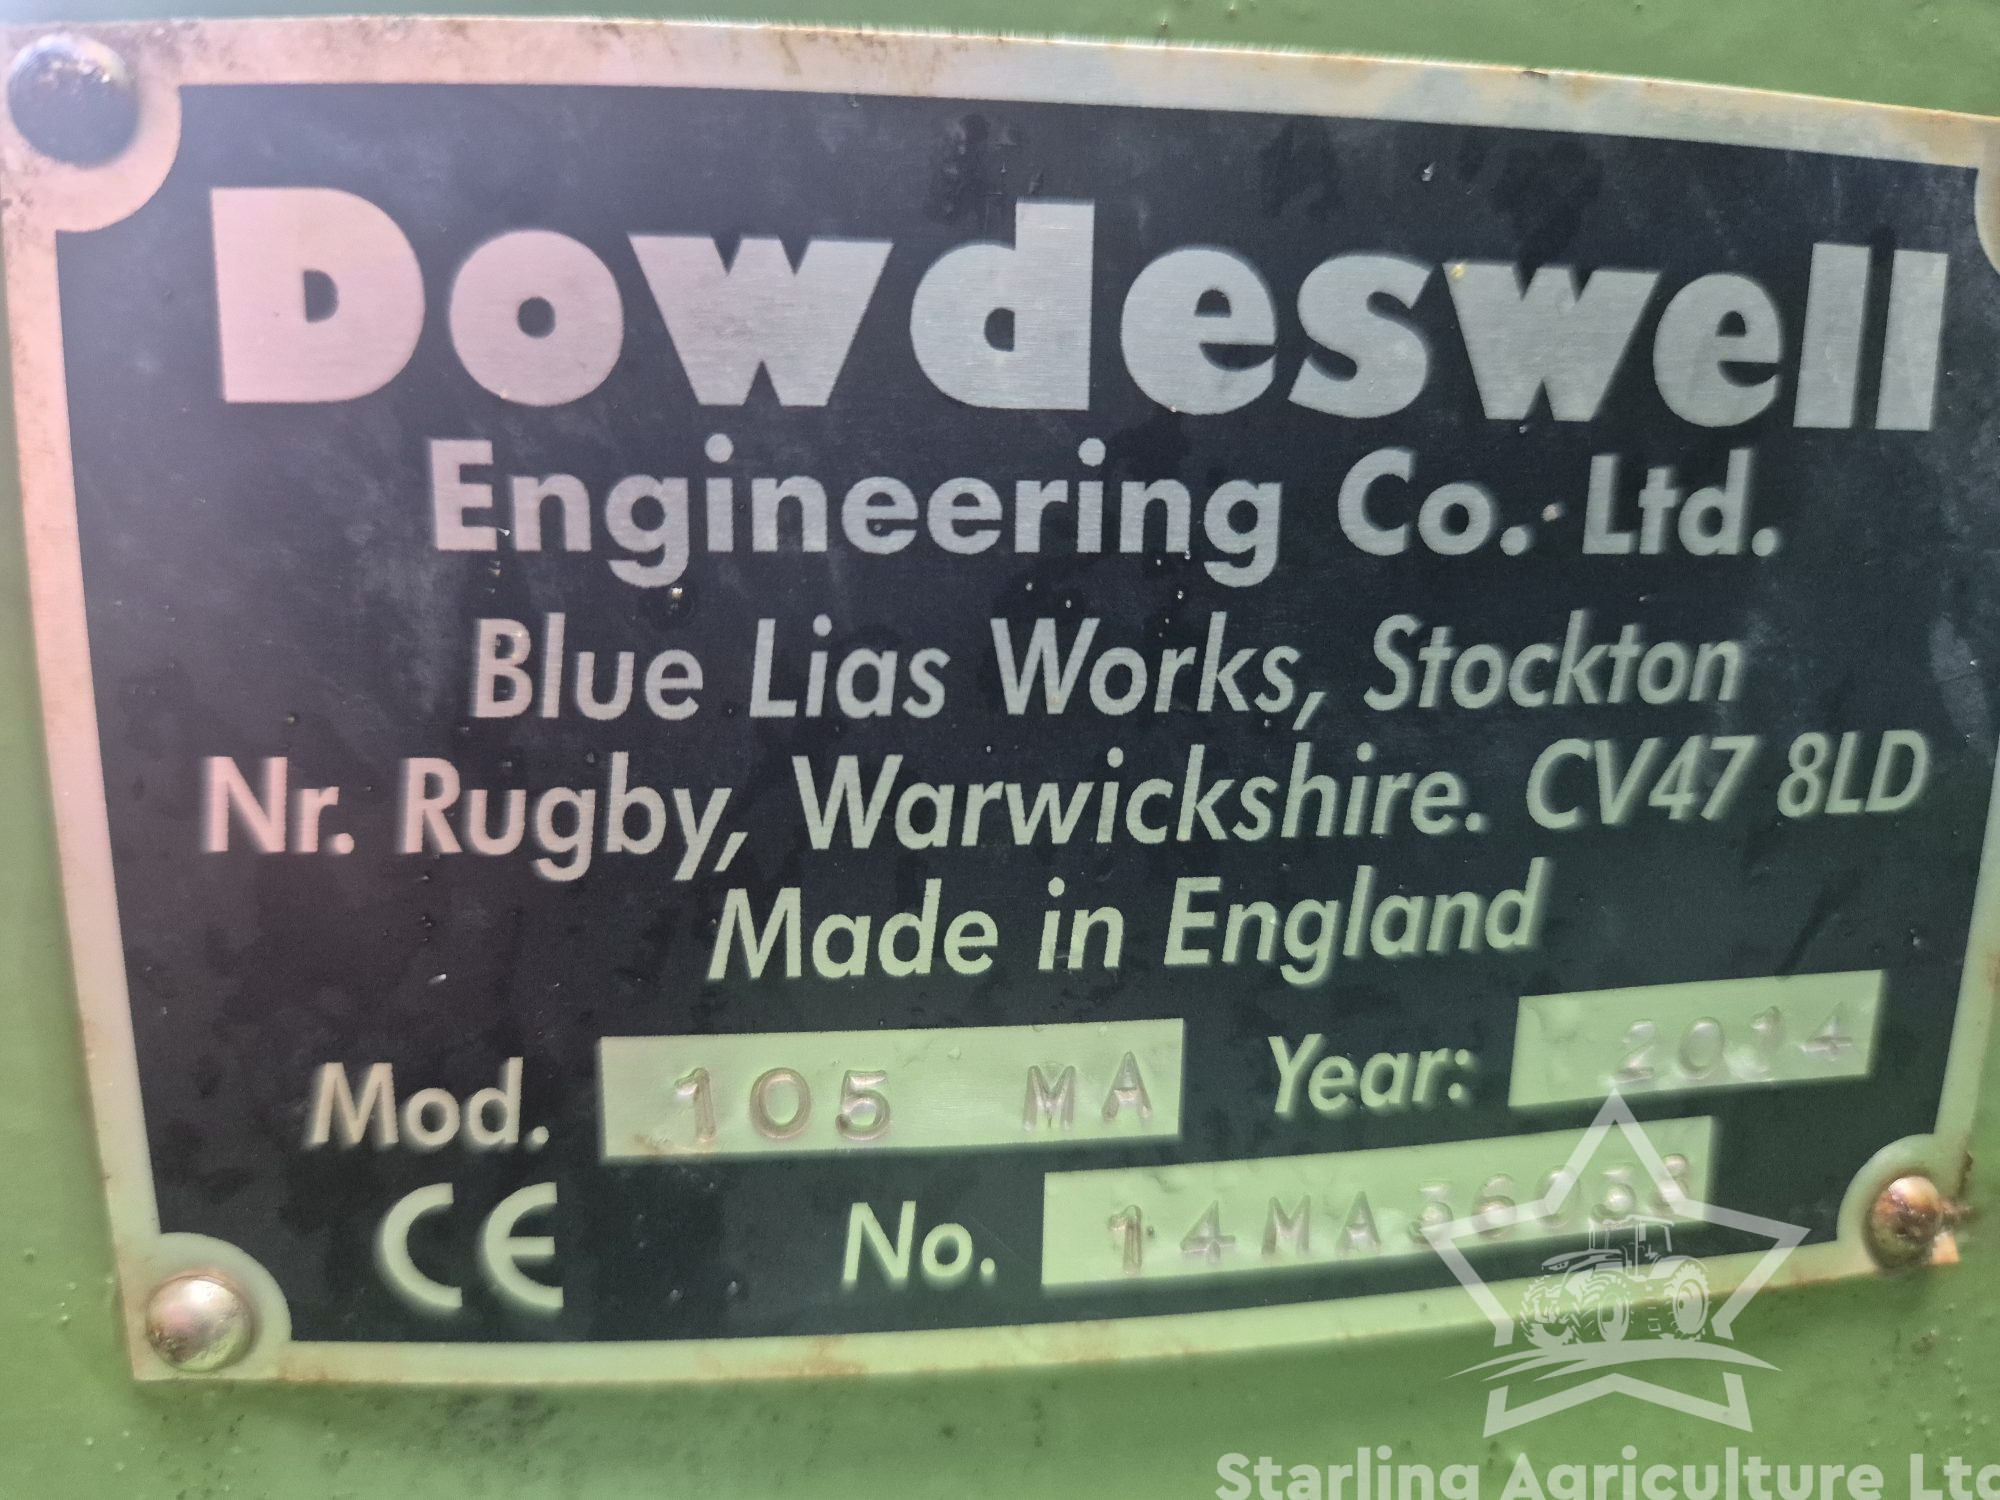 Dowdeswell
Engineering Co. Ltd.
Blue Lias Works, Stockton
Nr. Rugby, Warwickshire. CV47 8LD
Made in England
Mod. 105 MA Year: 2014
CE No.
Starling Agriculture Ltd